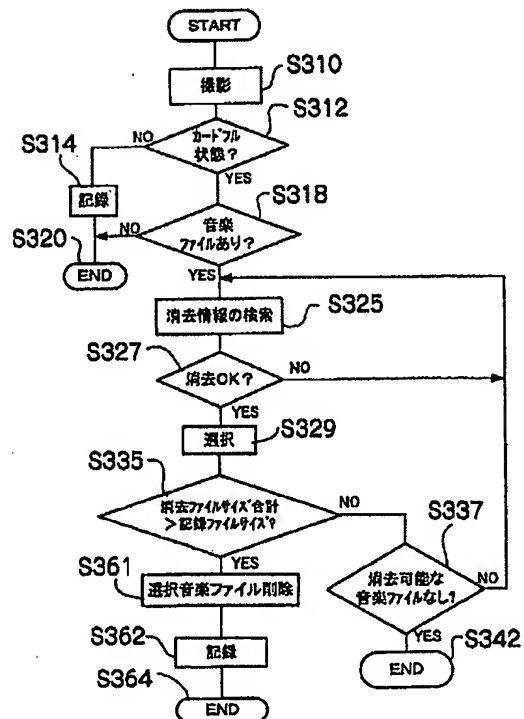 START
S310
撮影
S312
カードフル
状態?
NO
S314
YES
記録
S318
音楽
ファイルあり?
NO
S320
END
YES
消去情報の検索
S325
S327
消去OK?
NO
YES
選択
S329
S335
消去ファイルサイズ合計
>記録ファイルサイズ?
NO
S337
YES
消去可能な
音楽ファイルなし?
NO
S361
選択音楽ファイル削除
YES
S342
END
S362
記録
S364
END